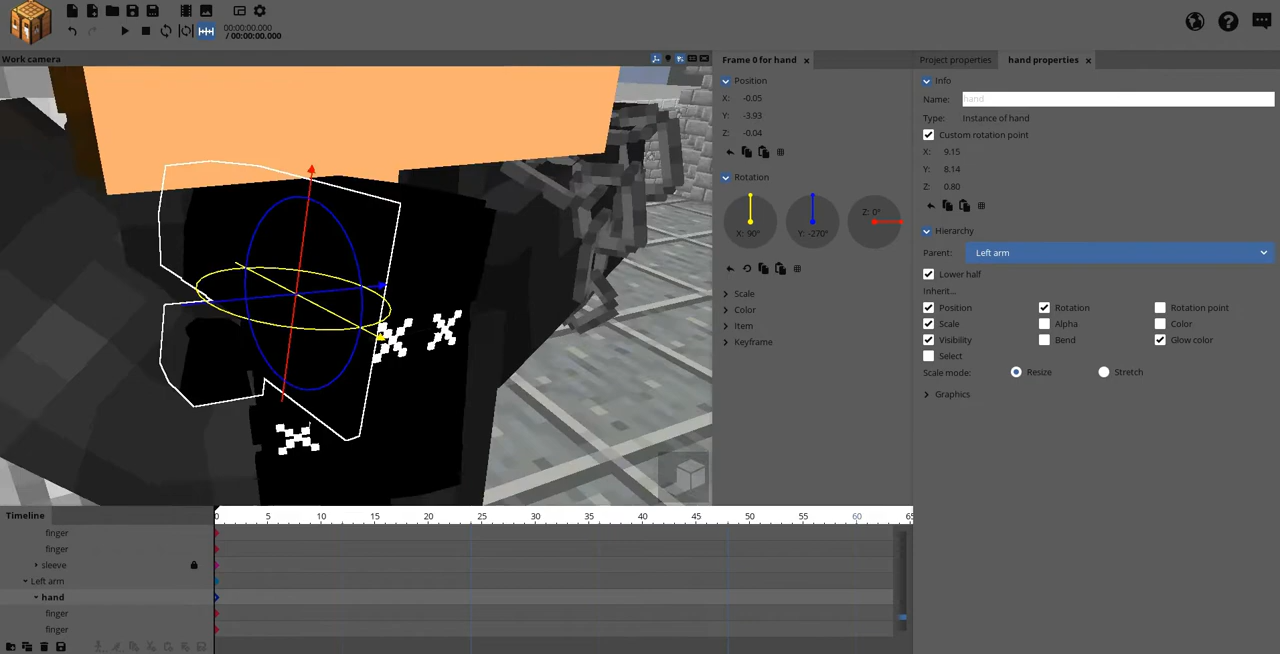 00:00:00.000
/ 00:00:00.000
Work camera
Frame 0 for hand
Position
X: -0.05
Y: -3.93
Z: -0.04
Rotation
X: 90°
Y: -270°
Z: 0°
Scale
Color
Item
Keyframe
Project properties
hand properties
Info
Name: hand
Type: Instance of hand
Custom rotation point
X: 9.15
Y: 8.14
Z: 0.80
Hierarchy
Parent: Left arm
Lower half
Inherit...
Position Rotation Rotation point
Scale Alpha Color
Visibility Bend Glow color
Select
Scale mode: Resize Stretch
Graphics
Timeline
0 5 10 15 20 25 30 35 40 45 50 55 60 65
finger
finger
sleeve
Left arm
hand
finger
finger